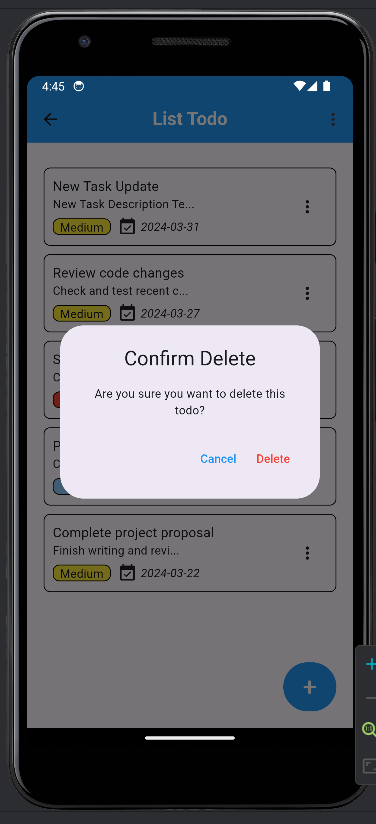 4:45
List Todo
New Task Update
New Task Description Te...
Medium 2024-03-31
Review code changes
Check and test recent c...
Medium 2024-03-27
S
C
Confirm Delete
Are you sure you want to delete this
todo?
Cancel Delete
P
C
Complete project proposal
Finish writing and revi...
Medium 2024-03-22